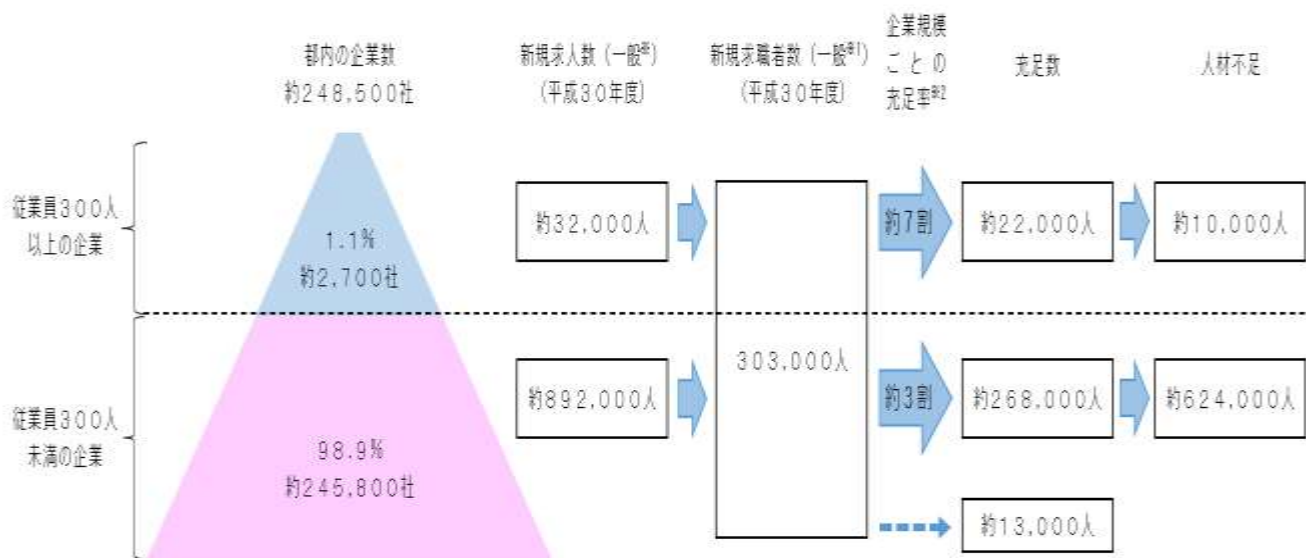 都内の企業数
約248,500社
新規求人数（一般※）
（平成30年度）
新規求職者数（一般※1）
（平成30年度）
企業規模
ごとの
充足率※2
充足数
人材不足
従業員300人
以上の企業
1.1%
約2,700社
約32,000人
約7割
約22,000人
約10,000人
303,000人
従業員300人
未満の企業
98.9%
約245,800社
約892,000人
約3割
約268,000人
約624,000人
約13,000人